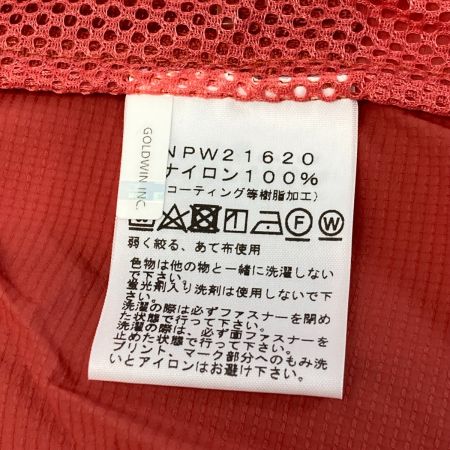 GOLDWIN INC.
NPW21620
ナイロン100%
コーティング等樹脂加工)
F W
弱く絞る、あて布使用
色物は他の物と一緒に洗濯しない
で下さい。
蛍光剤入り洗剤は使用しないで下
さい。
洗濯の際は必ずファスナーを閉め
た状態で行って下さい。
洗濯の際は、必ず面ファスナーを
止めた状態で行って下さい。
プリント、マーク部分へのもみ洗
いとアイロンはお避け下さい。